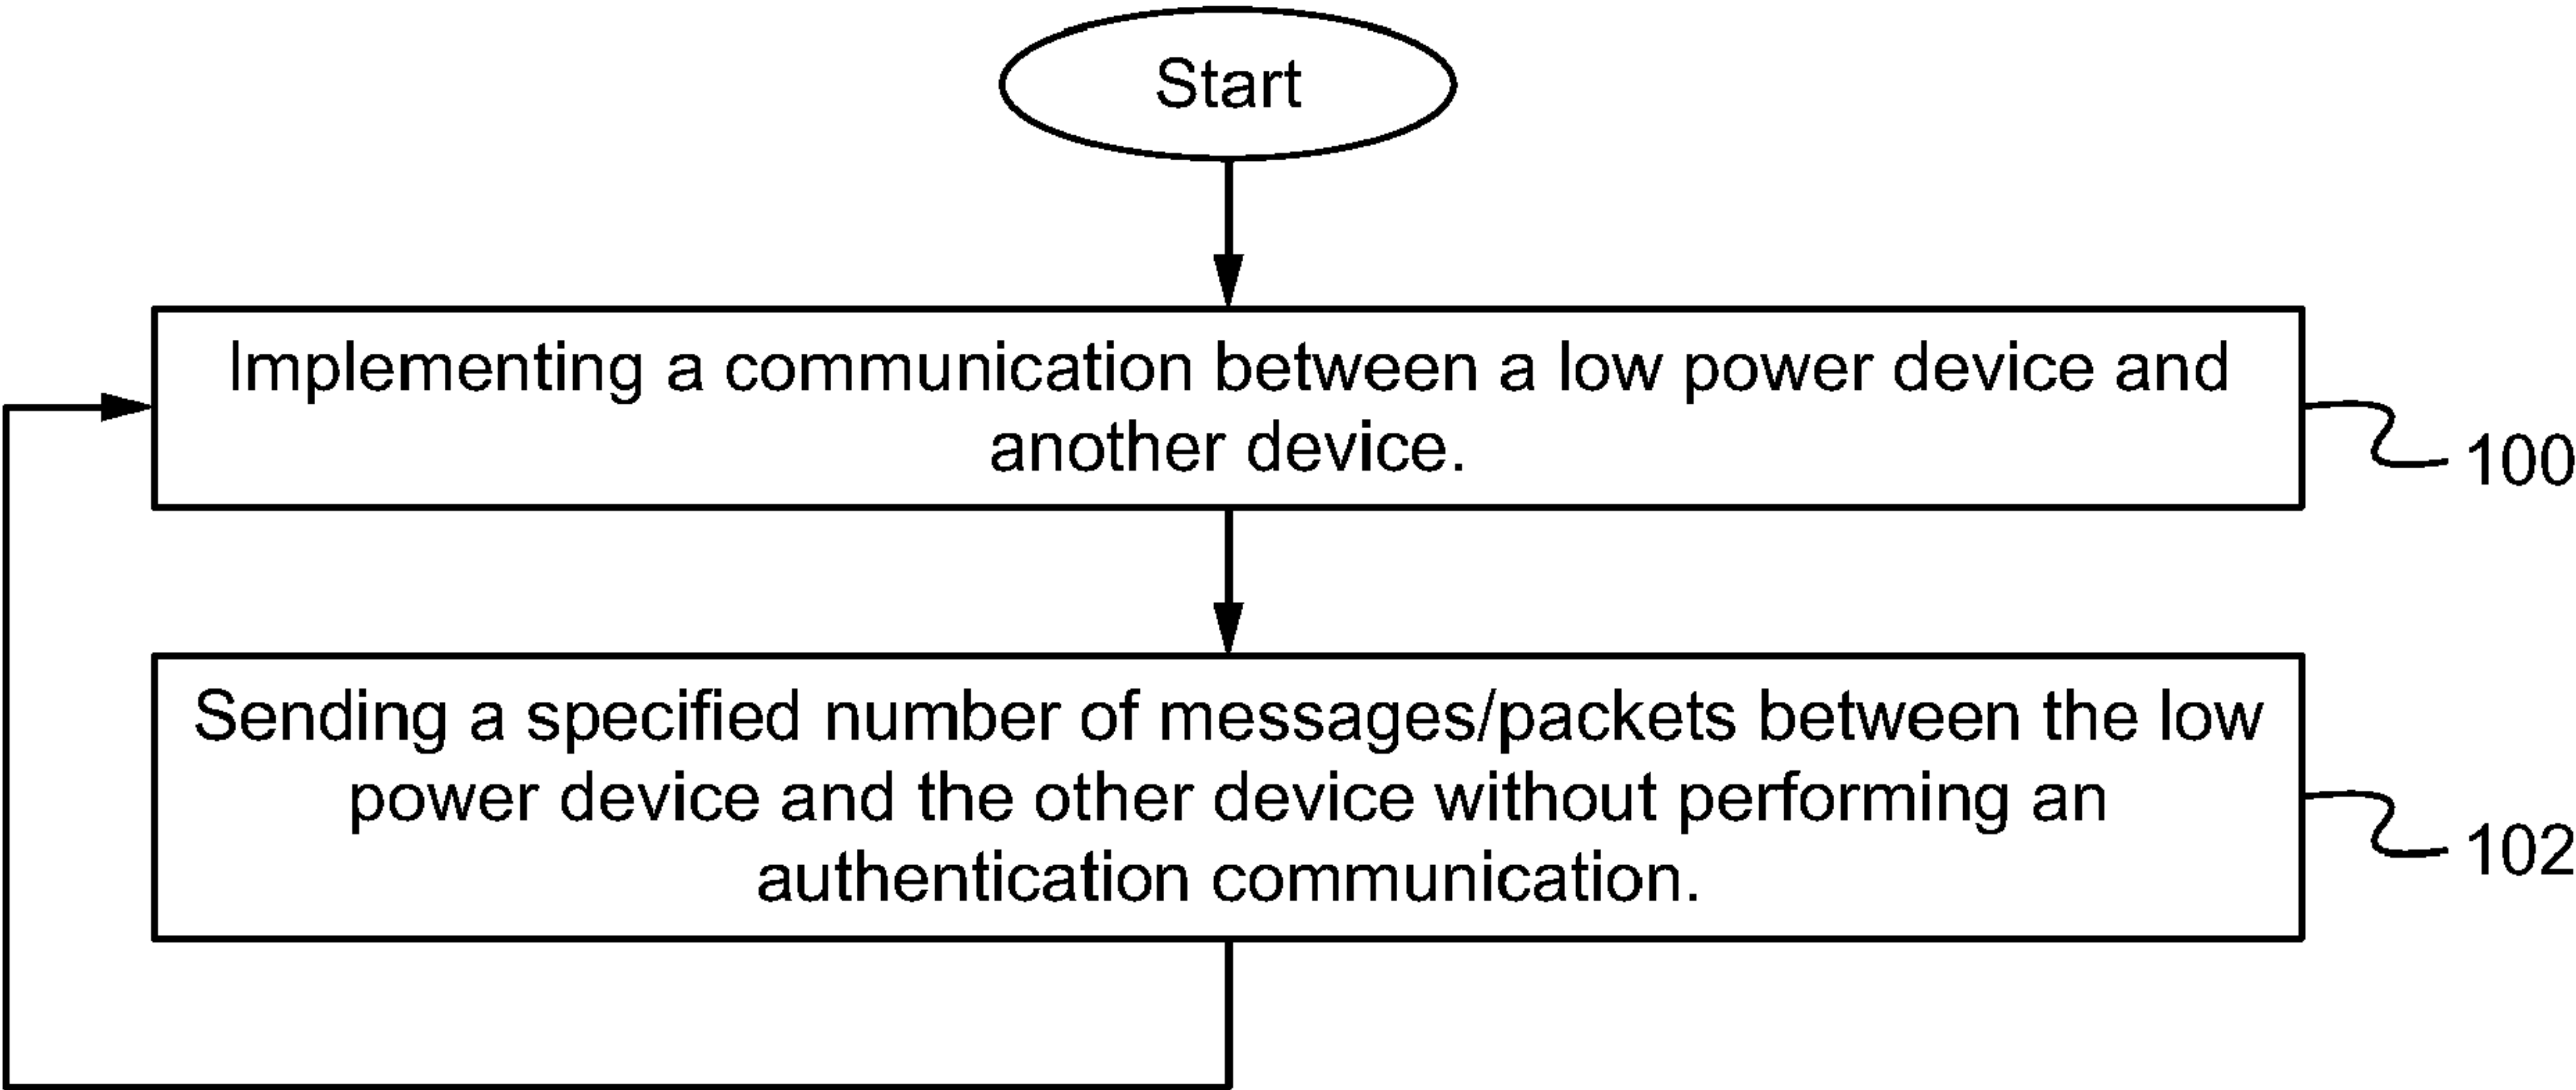 Start
Implementing a communication between a low power device and
another device.
100
Sending a specified number of messages/packets between the low
power device and the other device without performing an
authentication communication.
102